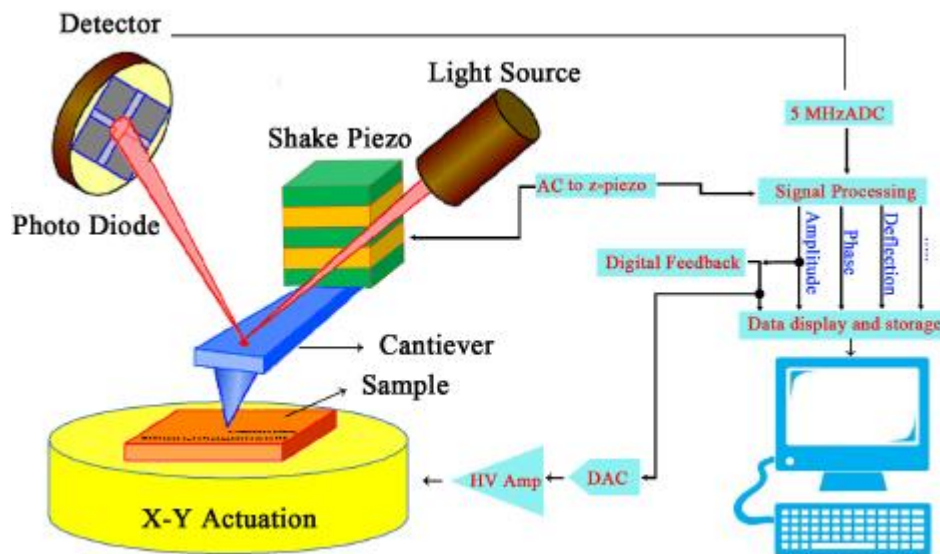 Detector
Light Source
5 MHzADC
Shake Piezo
AC to z-piezo
Signal Processing
Photo Diode
Amplitude
Phase
Deflection
.....
Digital Feedback
Data display and storage
Cantiever
Sample
HV Amp
DAC
X-Y Actuation